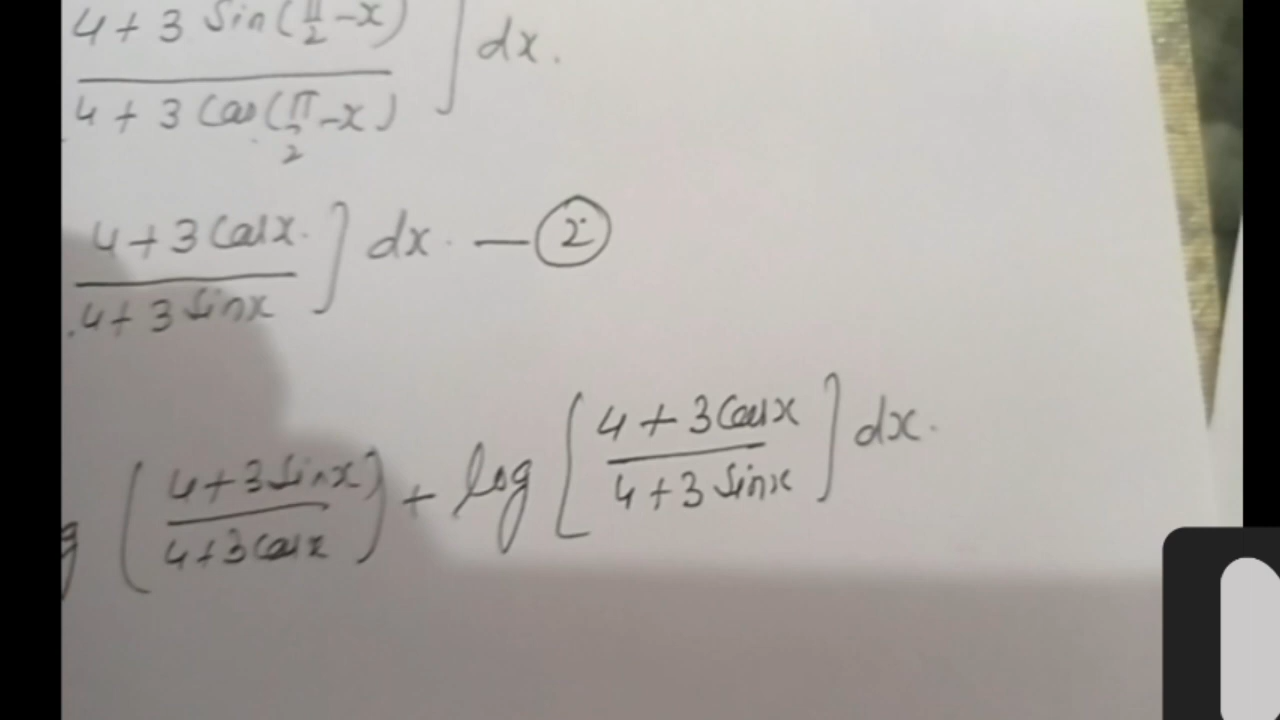 4 + 3 Sin(π/2 - x) / 4 + 3 Cos(π/2 - x) ] dx.
4 + 3 Cosx / 4 + 3 Sinx ] dx. — ②
g ( 4 + 3 Sinx / 4 + 3 Cosx ) + log [ 4 + 3 Cosx / 4 + 3 Sinx ] dx.